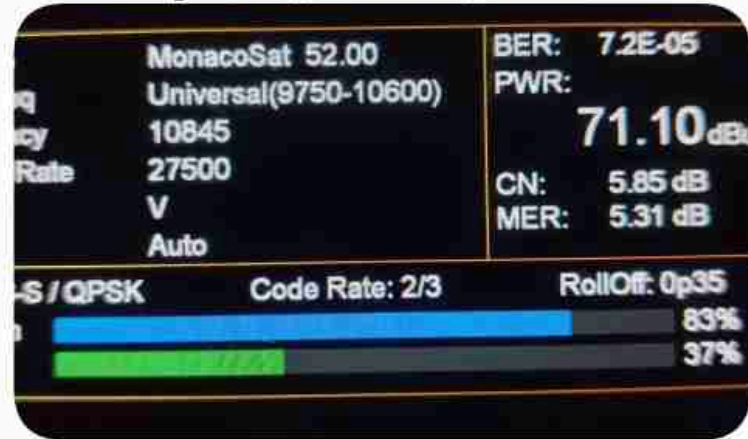 MonacoSat 52.00
Universal(9750-10600)
10845
Rate 27500
V
Auto
BER: 7.2E-05
PWR:
71.10
CN: 5.85 dB
MER: 5.31 dB
-S / QPSK Code Rate: 2/3 RollOff: 0p35
83%
37%